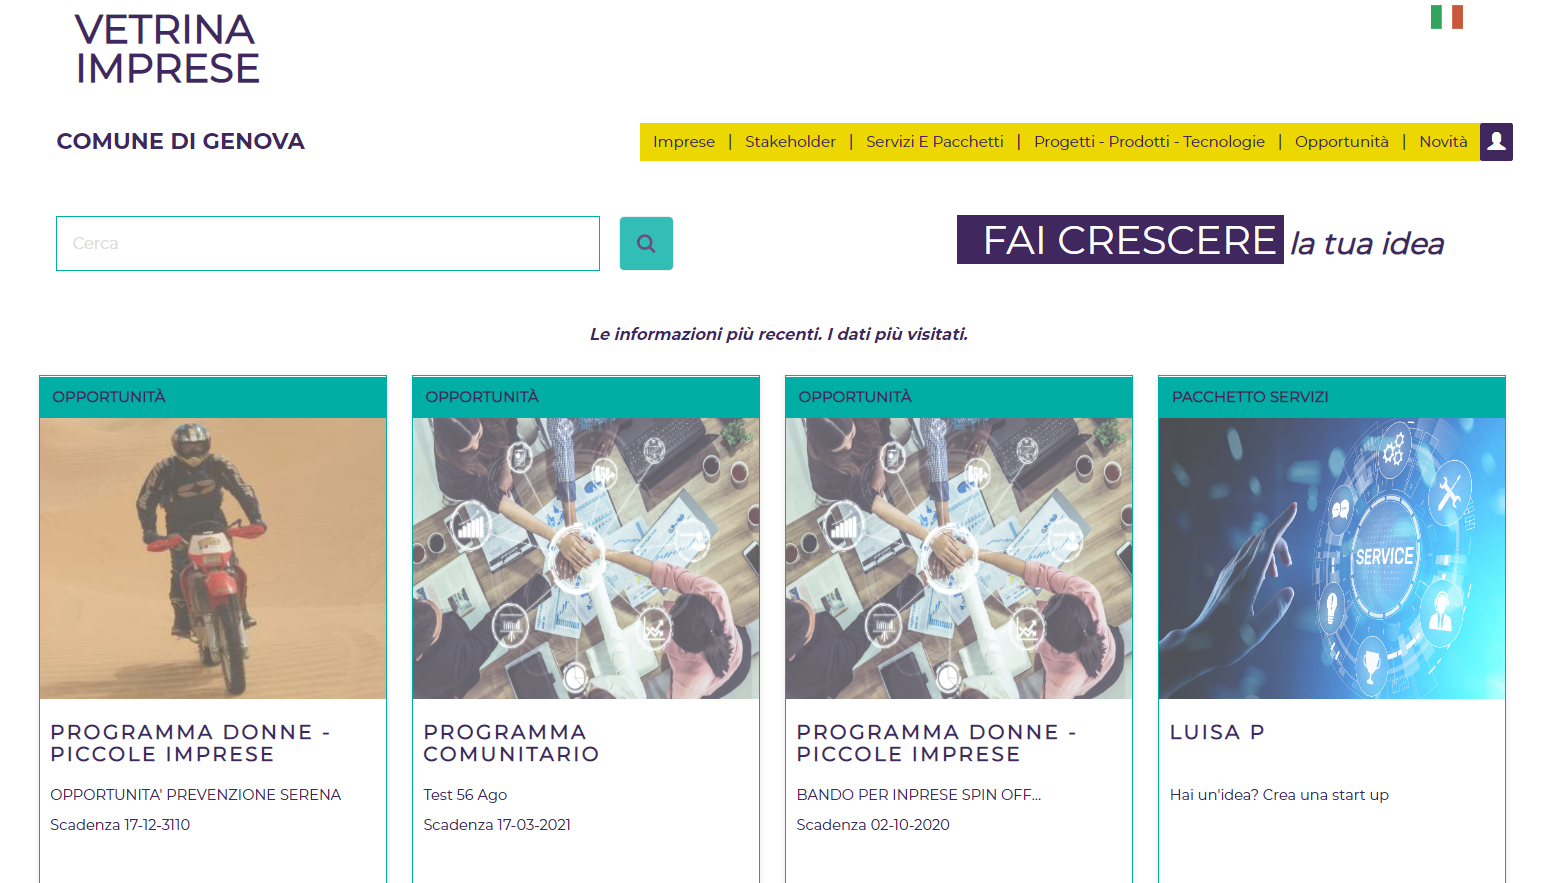 VETRINA
IMPRESE
COMUNE DI GENOVA
Imprese | Stakeholder | Servizi E Pacchetti | Progetti - Prodotti - Tecnologie | Opportunità | Novità
Cerca
FAI CRESCERE la tua idea
Le informazioni più recenti. I dati più visitati.
OPPORTUNITÀ
PROGRAMMA DONNE -
PICCOLE IMPRESE
OPPORTUNITA' PREVENZIONE SERENA
Scadenza 17-12-3110
OPPORTUNITÀ
PROGRAMMA
COMUNITARIO
Test 56 Ago
Scadenza 17-03-2021
OPPORTUNITÀ
PROGRAMMA DONNE -
PICCOLE IMPRESE
BANDO PER INPRESE SPIN OFF...
Scadenza 02-10-2020
PACCHETTO SERVIZI
SERVICE
LUISA P
Hai un'idea? Crea una start up